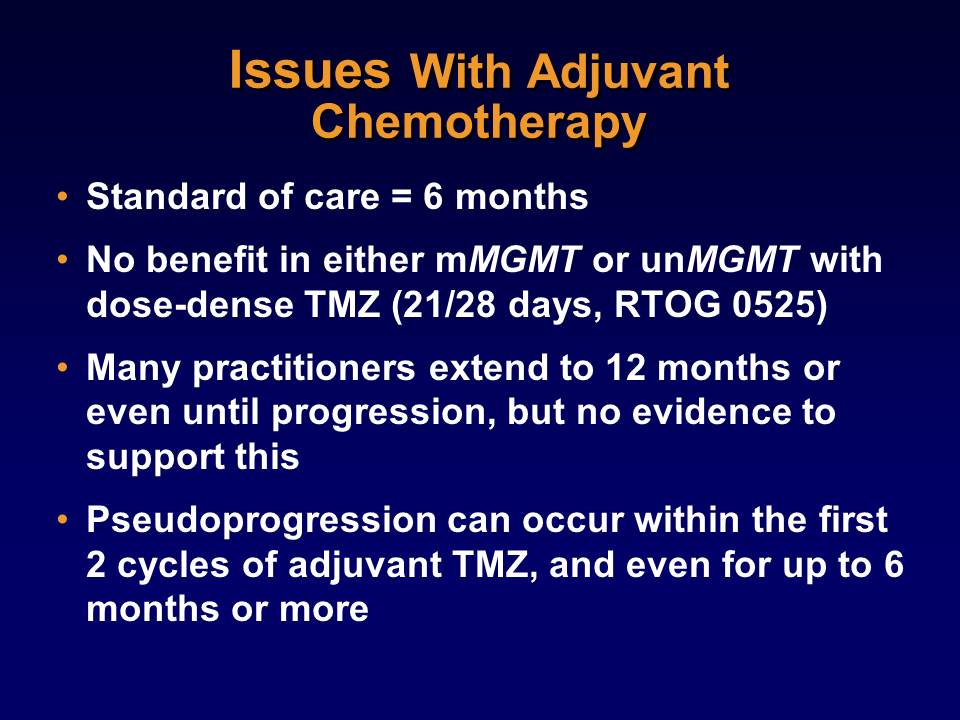 Issues With Adjuvant
Chemotherapy
• Standard of care = 6 months
• No benefit in either mMGMT or unMGMT with
dose-dense TMZ (21/28 days, RTOG 0525)
• Many practitioners extend to 12 months or
even until progression, but no evidence to
support this
• Pseudoprogression can occur within the first
2 cycles of adjuvant TMZ, and even for up to 6
months or more